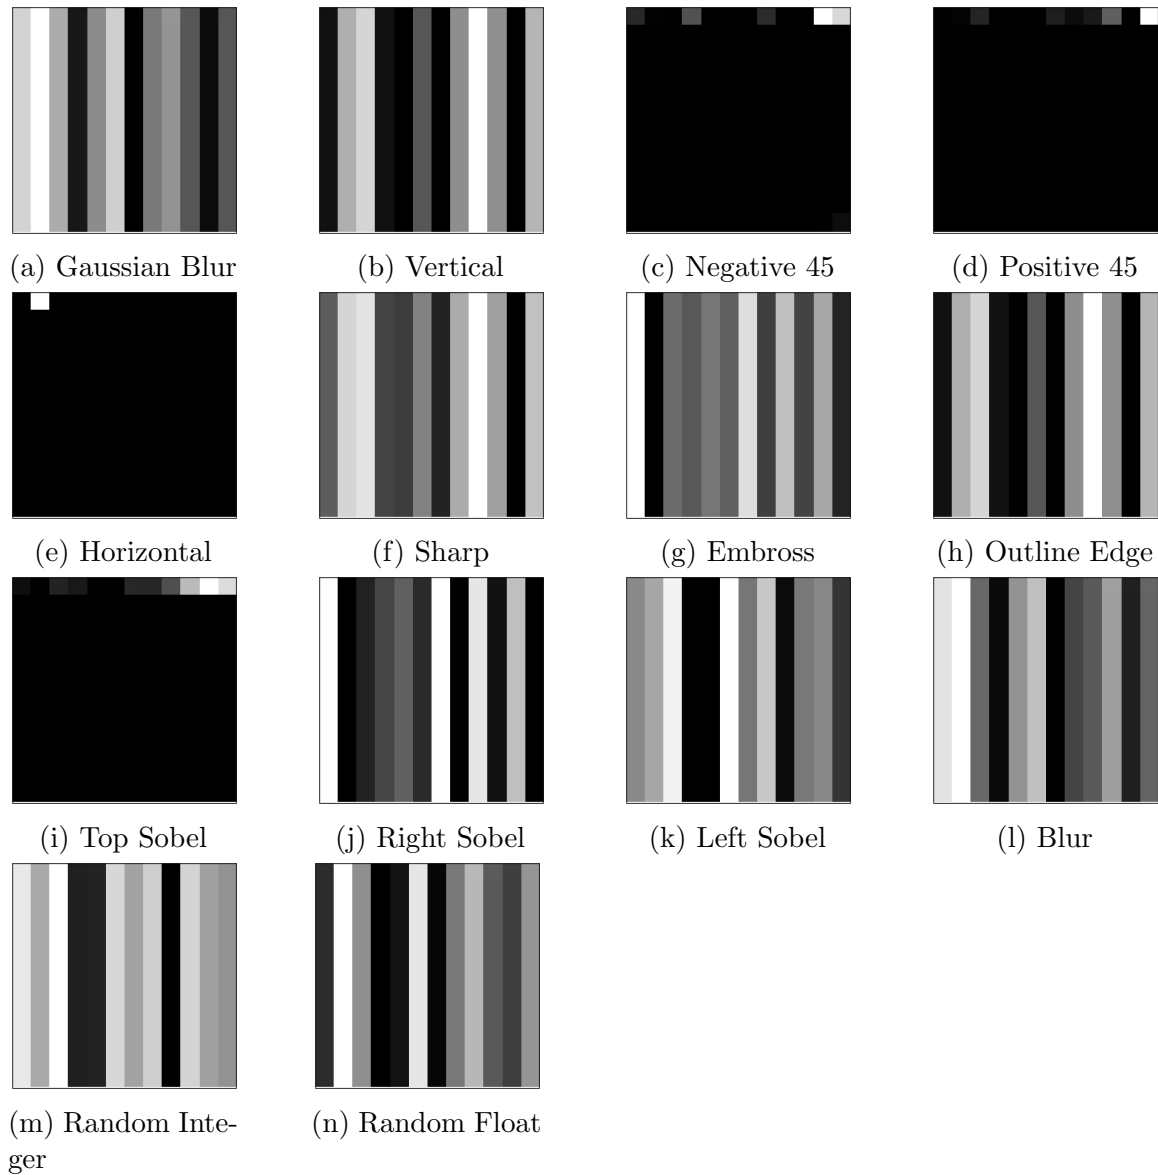 (a) Gaussian Blur
(b) Vertical
(c) Negative 45
(d) Positive 45
(e) Horizontal
(f) Sharp
(g) Embross
(h) Outline Edge
(i) Top Sobel
(j) Right Sobel
(k) Left Sobel
(l) Blur
(m) Random Inte-
ger
(n) Random Float